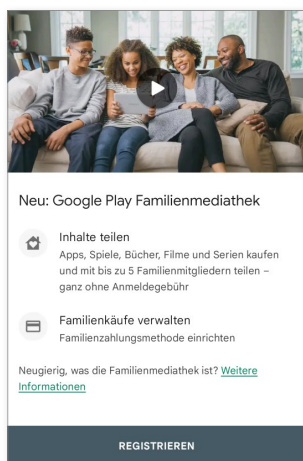 Neu: Google Play Familienmediathek
Inhalte teilen
Apps, Spiele, Bücher, Filme und Serien kaufen
und mit bis zu 5 Familienmitgliedern teilen –
ganz ohne Anmeldegebühr
Familienkäufe verwalten
Familienzahlungsmethode einrichten
Neugierig, was die Familienmediathek ist? Weitere
Informationen
REGISTRIEREN